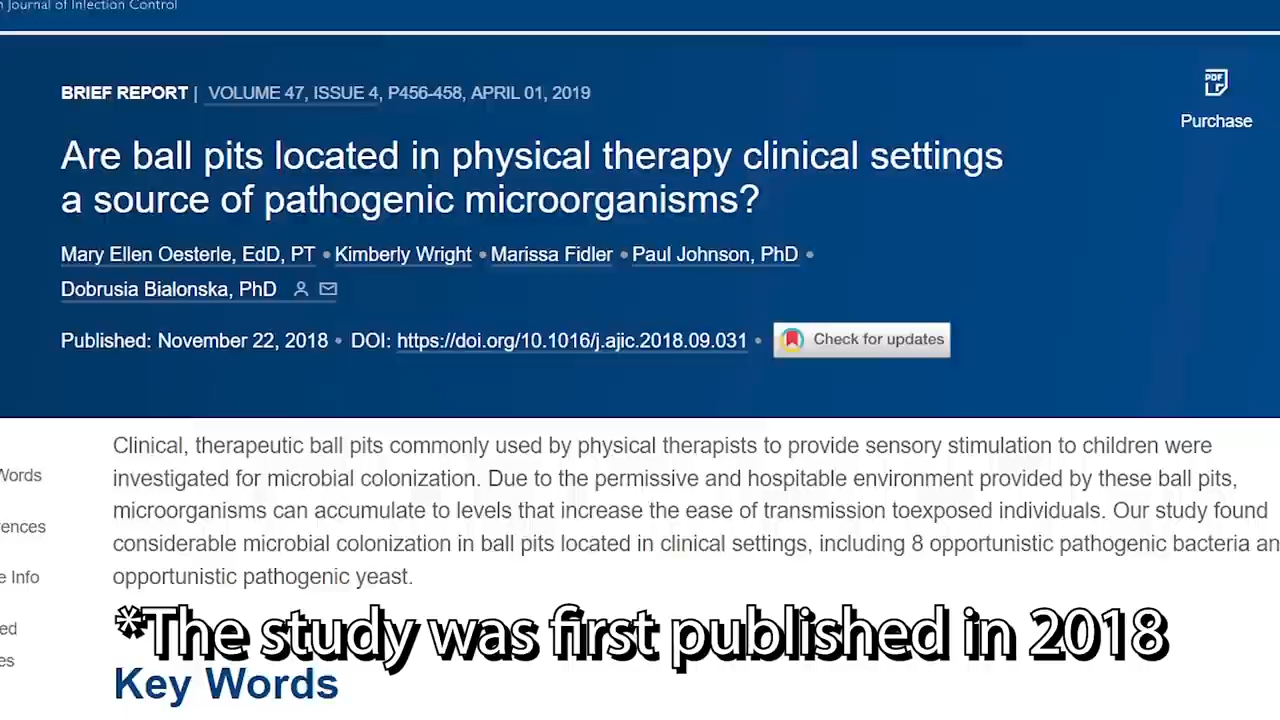 Journal of Infection Control
BRIEF REPORT | VOLUME 47, ISSUE 4, P456-458, APRIL 01, 2019
PDF
Purchase
Are ball pits located in physical therapy clinical settings
a source of pathogenic microorganisms?
Mary Ellen Oesterle, EdD, PT • Kimberly Wright • Marissa Fidler • Paul Johnson, PhD •
Dobrusia Bialonska, PhD
Published: November 22, 2018 • DOI: https://doi.org/10.1016/j.ajic.2018.09.031 •
Check for updates
Clinical, therapeutic ball pits commonly used by physical therapists to provide sensory stimulation to children were
Words
investigated for microbial colonization. Due to the permissive and hospitable environment provided by these ball pits,
microorganisms can accumulate to levels that increase the ease of transmission toexposed individuals. Our study found
ences
considerable microbial colonization in ball pits located in clinical settings, including 8 opportunistic pathogenic bacteria an
e Info
opportunistic pathogenic yeast.
ed
es
*The study was first published in 2018
Key Words